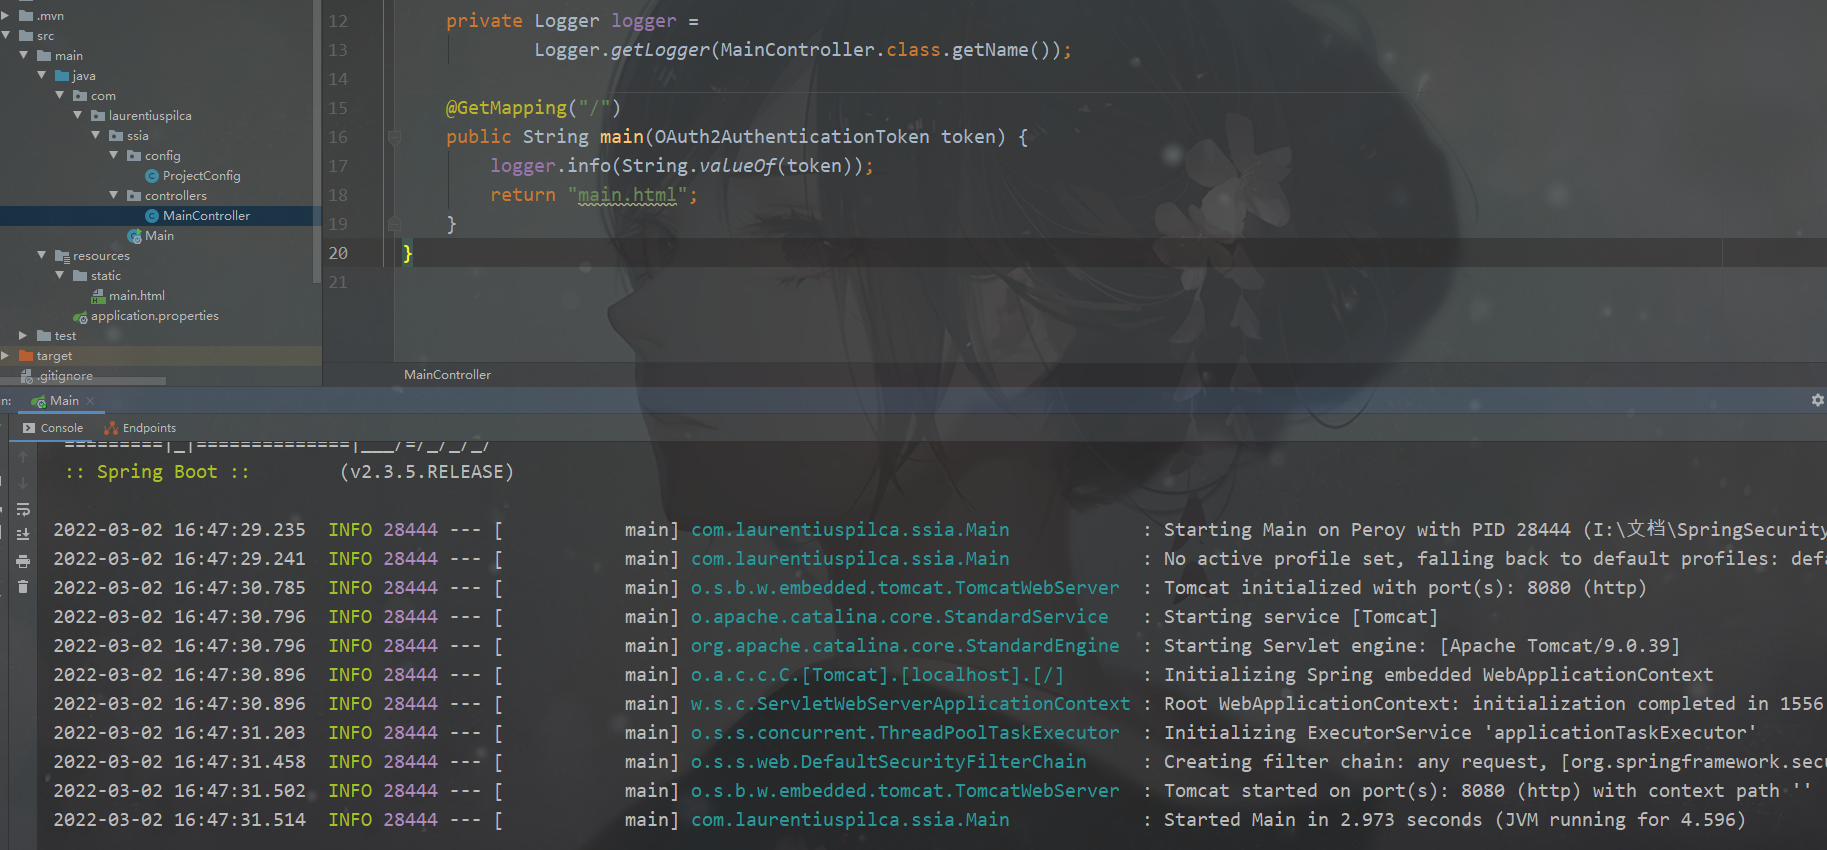 .mvn
src
main
java
com
laurentiuspilca
ssia
config
ProjectConfig
controllers
MainController
Main
resources
static
main.html
application.properties
test
target
.gitignore
12 private Logger logger =
13 Logger.getLogger(MainController.class.getName());
14
15 @GetMapping("/")
16 public String main(OAuth2AuthenticationToken token) {
17 logger.info(String.valueOf(token));
18 return "main.html";
19 }
20 }
21
MainController
n: Main
Console Endpoints
=========|_|==============|___/=/_/_/_/
:: Spring Boot :: (v2.3.5.RELEASE)
2022-03-02 16:47:29.235 INFO 28444 --- [ main] com.laurentiuspilca.ssia.Main : Starting Main on Peroy with PID 28444 (I:\文档\SpringSecurity
2022-03-02 16:47:29.241 INFO 28444 --- [ main] com.laurentiuspilca.ssia.Main : No active profile set, falling back to default profiles: defa
2022-03-02 16:47:30.785 INFO 28444 --- [ main] o.s.b.w.embedded.tomcat.TomcatWebServer : Tomcat initialized with port(s): 8080 (http)
2022-03-02 16:47:30.796 INFO 28444 --- [ main] o.apache.catalina.core.StandardService : Starting service [Tomcat]
2022-03-02 16:47:30.796 INFO 28444 --- [ main] org.apache.catalina.core.StandardEngine : Starting Servlet engine: [Apache Tomcat/9.0.39]
2022-03-02 16:47:30.896 INFO 28444 --- [ main] o.a.c.c.C.[Tomcat].[localhost].[/] : Initializing Spring embedded WebApplicationContext
2022-03-02 16:47:30.896 INFO 28444 --- [ main] w.s.c.ServletWebServerApplicationContext : Root WebApplicationContext: initialization completed in 1556
2022-03-02 16:47:31.203 INFO 28444 --- [ main] o.s.s.concurrent.ThreadPoolTaskExecutor : Initializing ExecutorService 'applicationTaskExecutor'
2022-03-02 16:47:31.458 INFO 28444 --- [ main] o.s.s.web.DefaultSecurityFilterChain : Creating filter chain: any request, [org.springframework.secu
2022-03-02 16:47:31.502 INFO 28444 --- [ main] o.s.b.w.embedded.tomcat.TomcatWebServer : Tomcat started on port(s): 8080 (http) with context path ''
2022-03-02 16:47:31.514 INFO 28444 --- [ main] com.laurentiuspilca.ssia.Main : Started Main in 2.973 seconds (JVM running for 4.596)